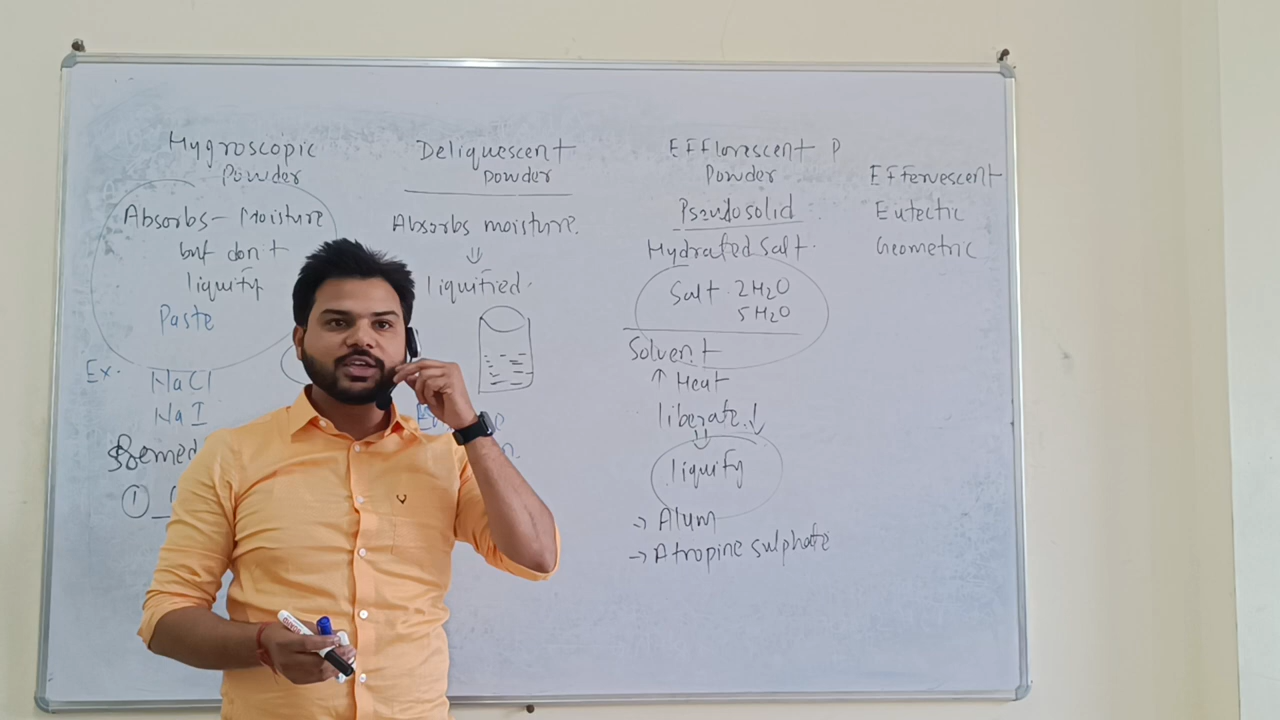 Hygroscopic
Powder
Absorbs - Moisture
but don't
liquify
Paste
Ex.
NaCl
NaI
①
Deliquescent
powder
Absorbs moisture.
⇓
liquified.
EFFlorescent P
Powder
Pseudosolid
Hydrated salt.
Salt. 2H2O
5H2O
Solvent
↑ Heat
liberate. ↓
⇓
liquify
→ Alum
→ Atropine sulphate
EFFervescent
Eutectic
Geometric